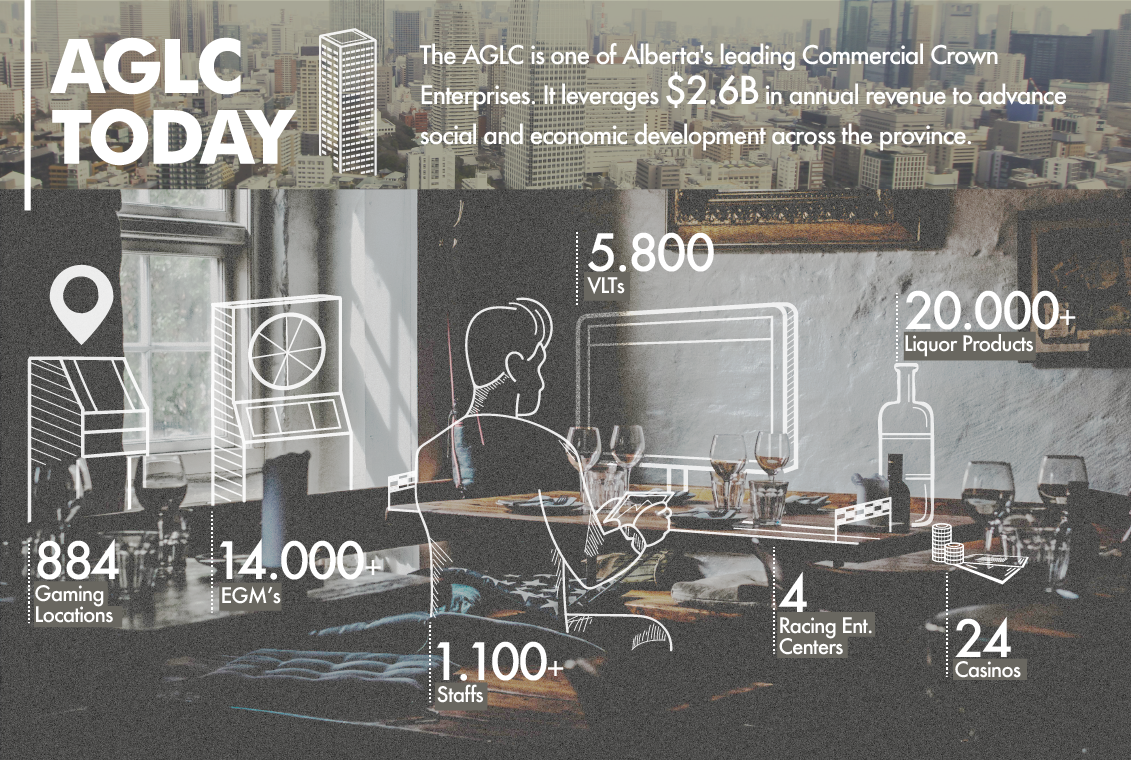 AGLC
TODAY
The AGLC is one of Alberta's leading Commercial Crown
Enterprises. It leverages $2.6B in annual revenue to advance
social and economic development across the province.
5.800
VLTs
20.000+
Liquor Products
884
Gaming
Locations
14.000+
EGM's
4
Racing Ent.
Centers
1.100+
Staffs
24
Casinos